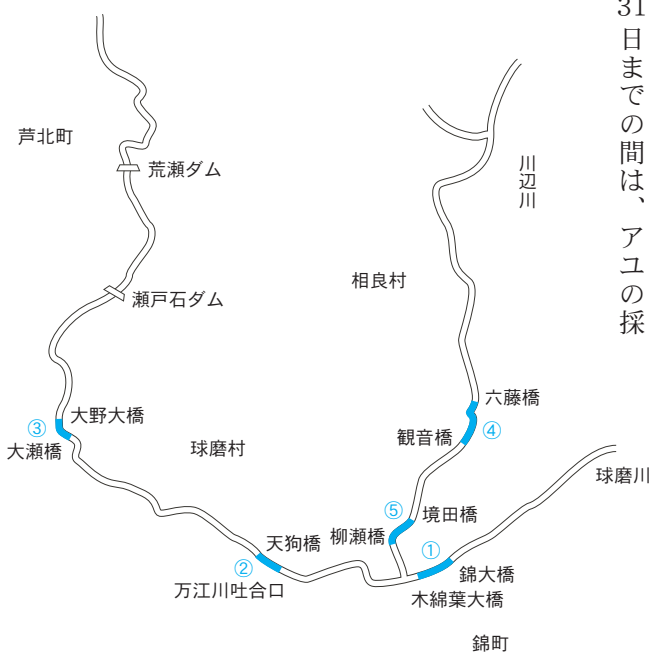 31日までの間は、アユの採
芦北町
荒瀬ダム
川辺川
相良村
瀬戸石ダム
六藤橋
大野大橋
③
大瀬橋
球磨村
観音橋
④
球磨川
⑤
境田橋
柳瀬橋
天狗橋
①
②
錦大橋
万江川吐合口
木綿葉大橋
錦町